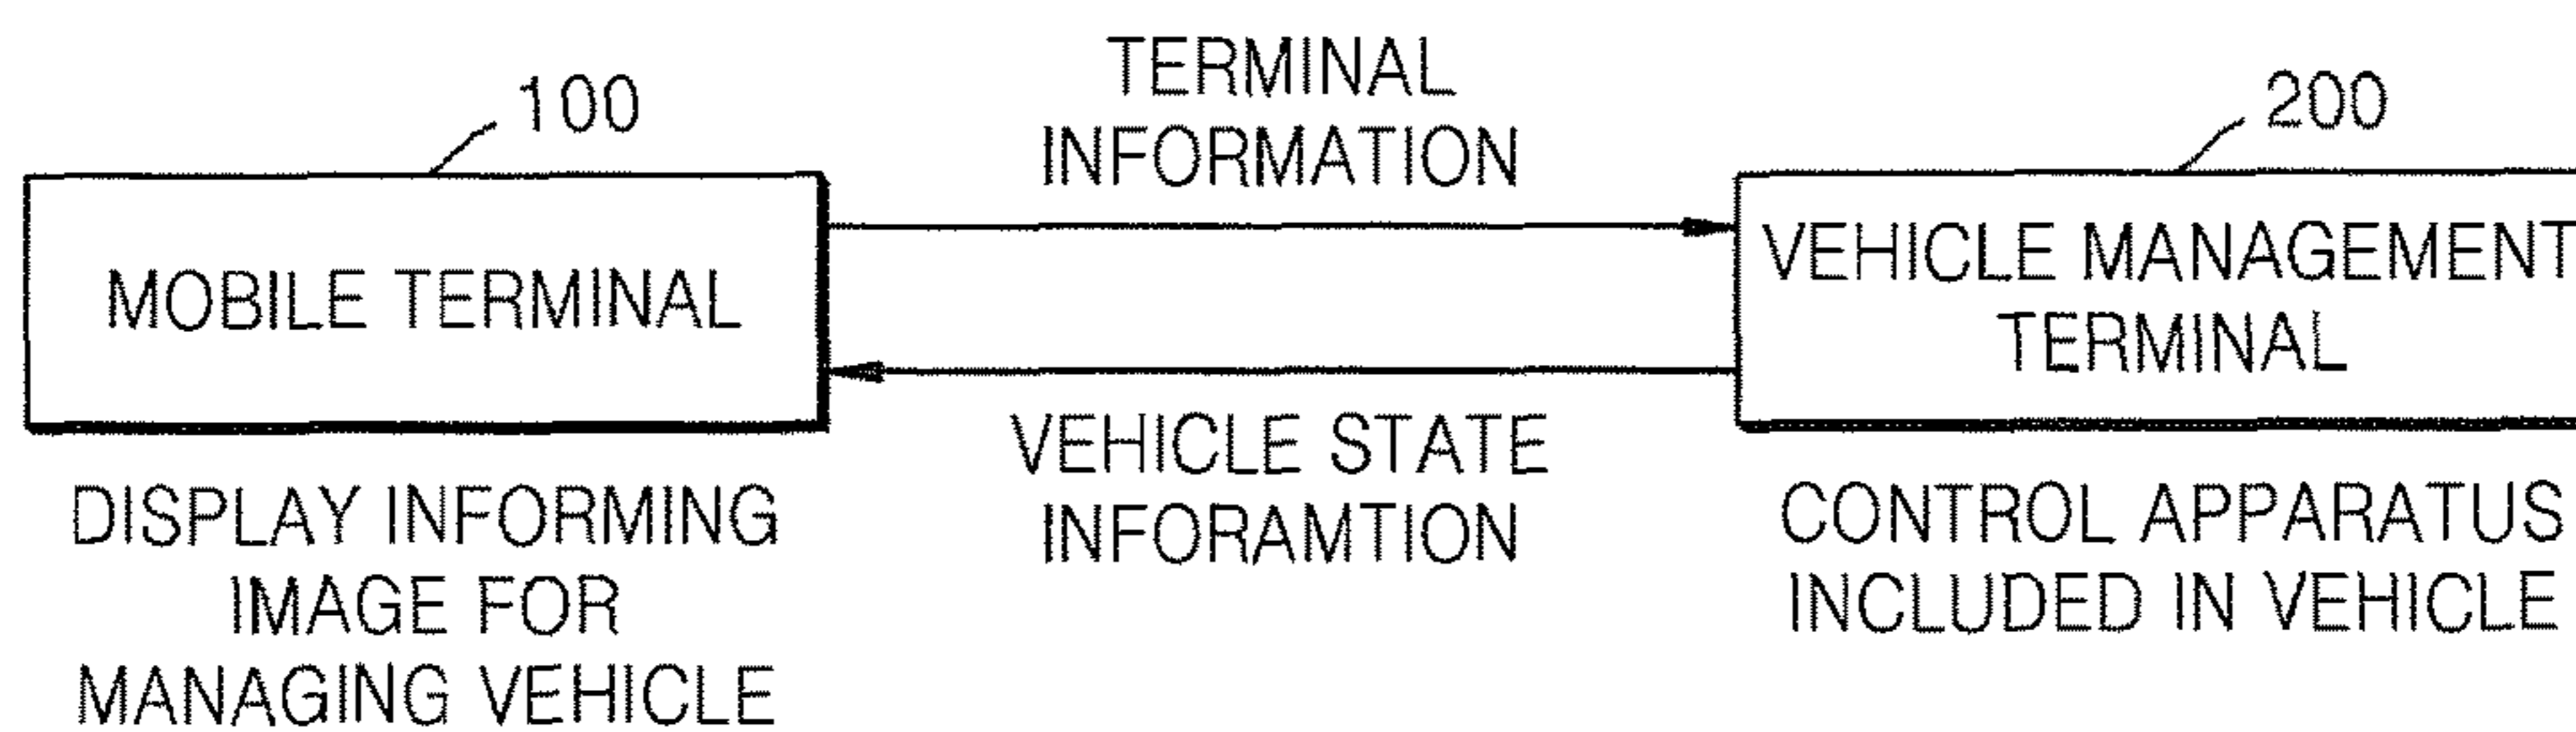 100
MOBILE TERMINAL
DISPLAY INFORMING
IMAGE FOR
MANAGING VEHICLE
TERMINAL
INFORMATION
VEHICLE STATE
INFORAMTION
200
VEHICLE MANAGEMENT
TERMINAL
CONTROL APPARATUS
INCLUDED IN VEHICLE